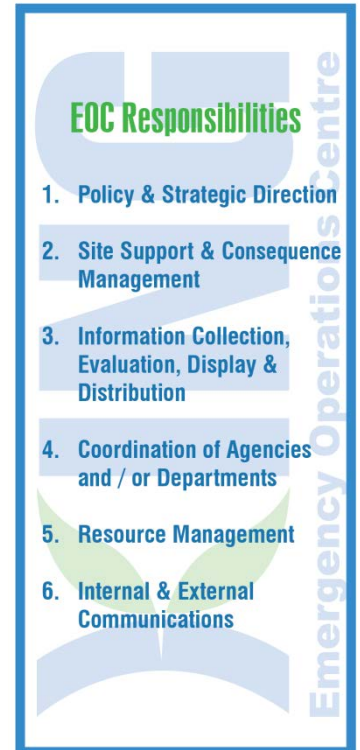 EOC Responsibilities
1. Policy & Strategic Direction
2. Site Support & Consequence
Management
3. Information Collection,
Evaluation, Display &
Distribution
4. Coordination of Agencies
and / or Departments
5. Resource Management
6. Internal & External
Communications
Emergency Operations Centre